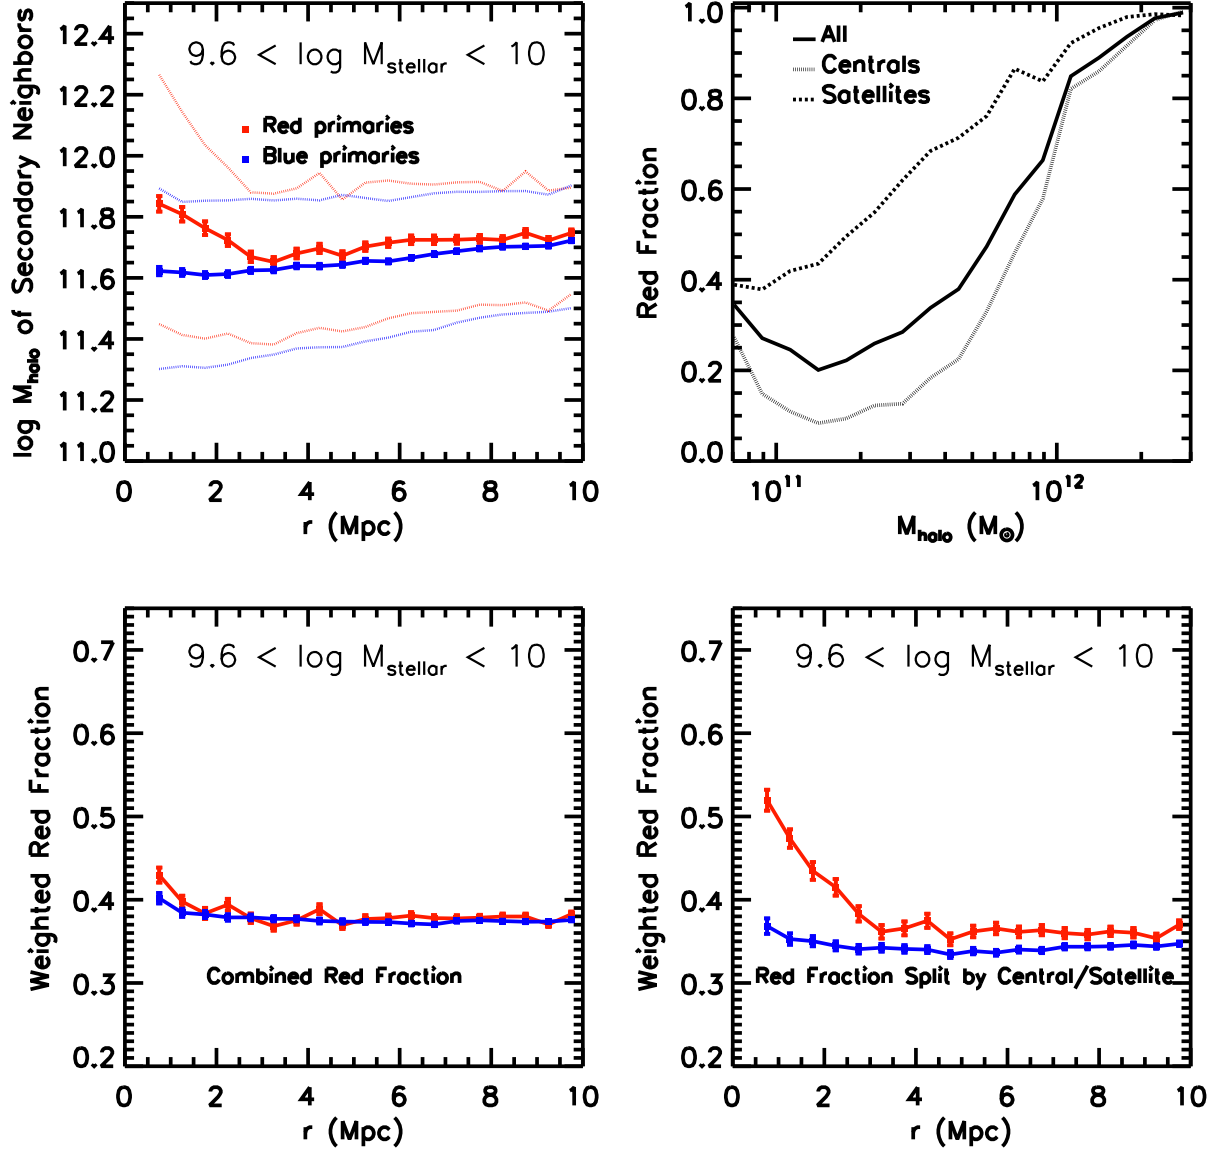 9.6 < log M_stellar < 10
Red primaries
Blue primaries
log M_halo of Secondary Neighbors
12.4
12.2
12.0
11.8
11.6
11.4
11.2
11.0
0 2 4 6 8 10
r (Mpc)
All
Centrals
Satellites
Red Fraction
1.0
0.8
0.6
0.4
0.2
0.0
10^11 10^12
M_halo (M_⊙)
9.6 < log M_stellar < 10
Combined Red Fraction
Weighted Red Fraction
0.7
0.6
0.5
0.4
0.3
0.2
0 2 4 6 8 10
r (Mpc)
9.6 < log M_stellar < 10
Red Fraction Split by Central/Satellite
Weighted Red Fraction
0.7
0.6
0.5
0.4
0.3
0.2
0 2 4 6 8 10
r (Mpc)